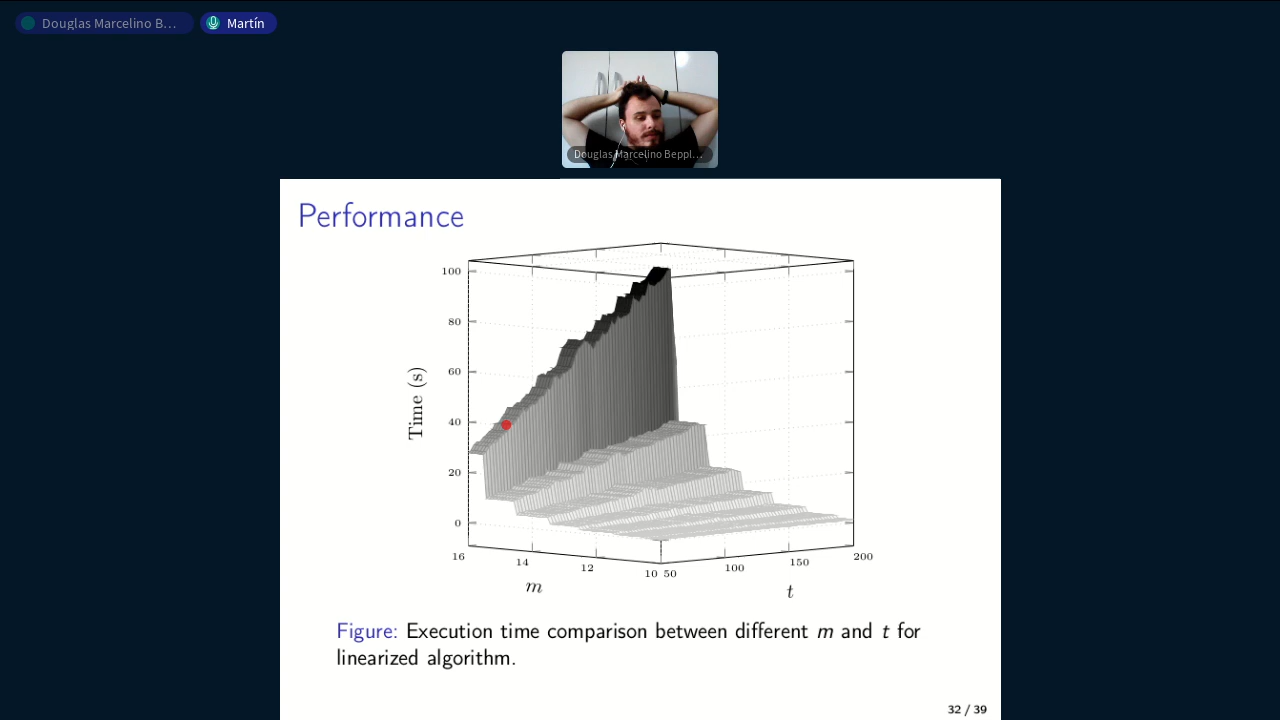 Douglas Marcelino B...
Martín
Douglas Marcelino Beppl...
Performance
100
80
60
40
20
0
Time (s)
16
14
12
10
50
100
150
200
m
t
Figure: Execution time comparison between different m and t for
linearized algorithm.
32 / 39